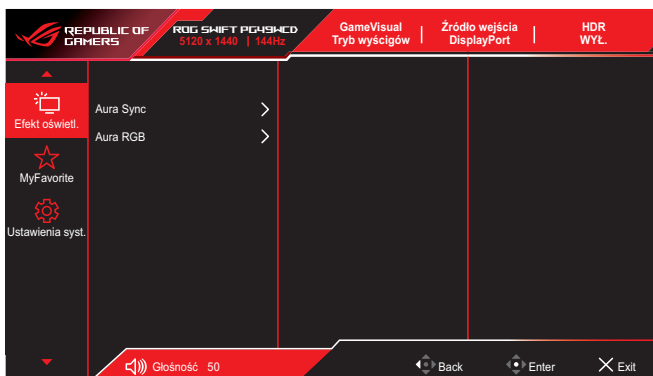 REPUBLIC OF
GAMERS
ROG SWIFT PG49WCD
5120 x 1440 | 144Hz
GameVisual
Tryb wyścigów
Źródło wejścia
DisplayPort
HDR
WYŁ.
Efekt oświetl.
MyFavorite
Ustawienia syst.
Aura Sync
Aura RGB
Głośność 50
Back
Enter
Exit